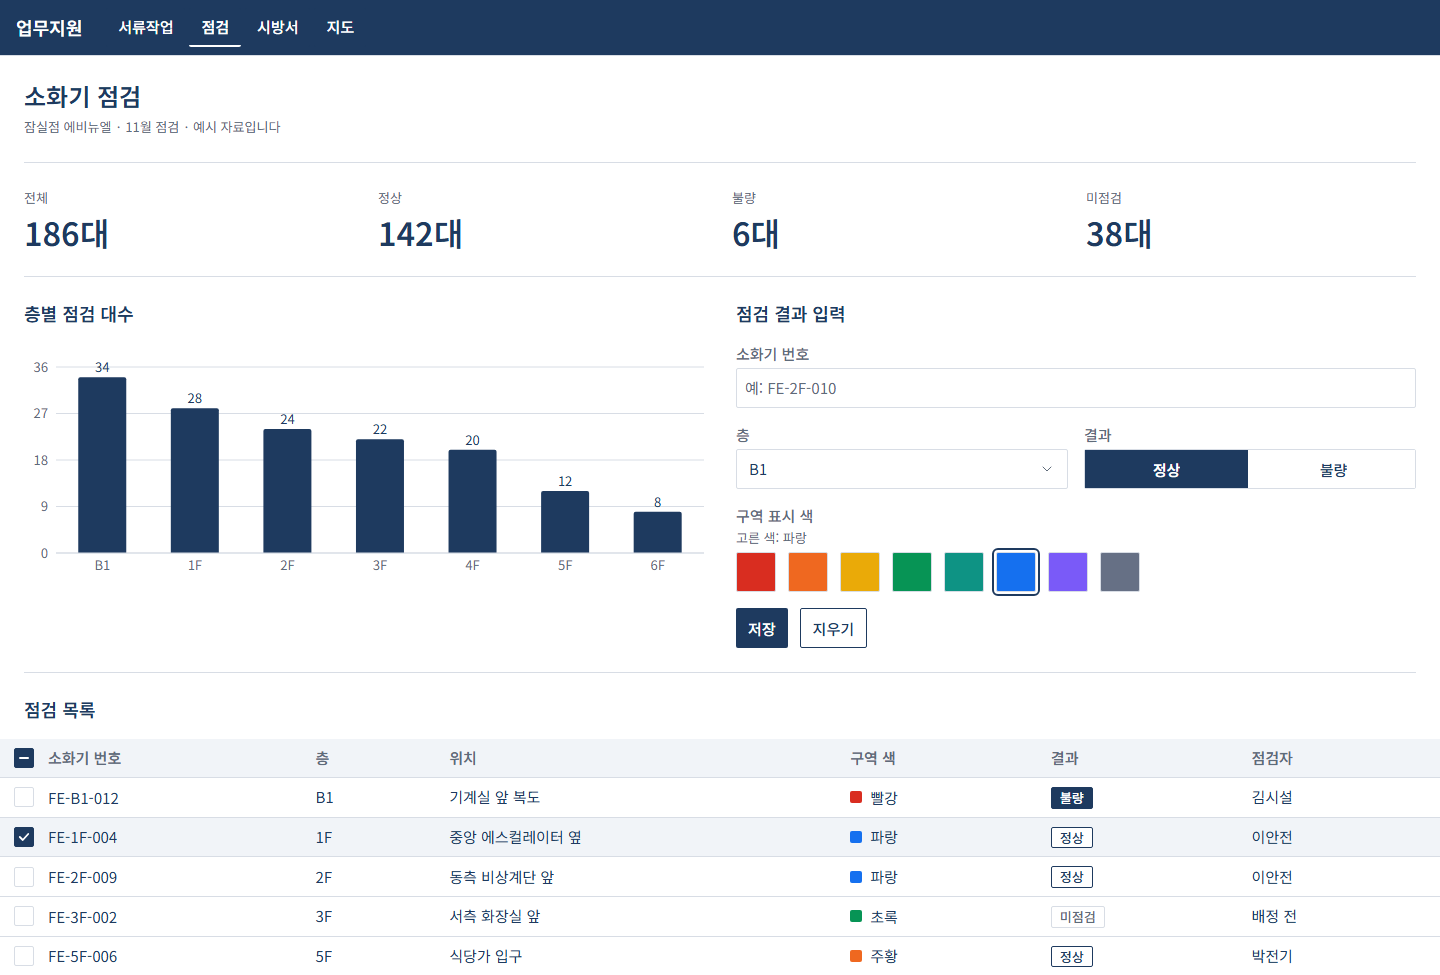 업무지원 서류작업 점검 시방서 지도
소화기 점검
잠실점 에비뉴엘 · 11월 점검 · 예시 자료입니다
전체 정상 불량 미점검
186대 142대 6대 38대
층별 점검 대수
36
27
18
9
0
34 28 24 22 20 12 8
B1 1F 2F 3F 4F 5F 6F
점검 결과 입력
소화기 번호
예: FE-2F-010
층 결과
B1 정상 불량
구역 표시 색
고른 색: 파랑
저장 지우기
점검 목록
소화기 번호 층 위치 구역 색 결과 점검자
FE-B1-012 B1 기계실 앞 복도 빨강 불량 김시설
FE-1F-004 1F 중앙 에스컬레이터 옆 파랑 정상 이안전
FE-2F-009 2F 동측 비상계단 앞 파랑 정상 이안전
FE-3F-002 3F 서측 화장실 앞 초록 미점검 배정 전
FE-5F-006 5F 식당가 입구 주황 정상 박전기